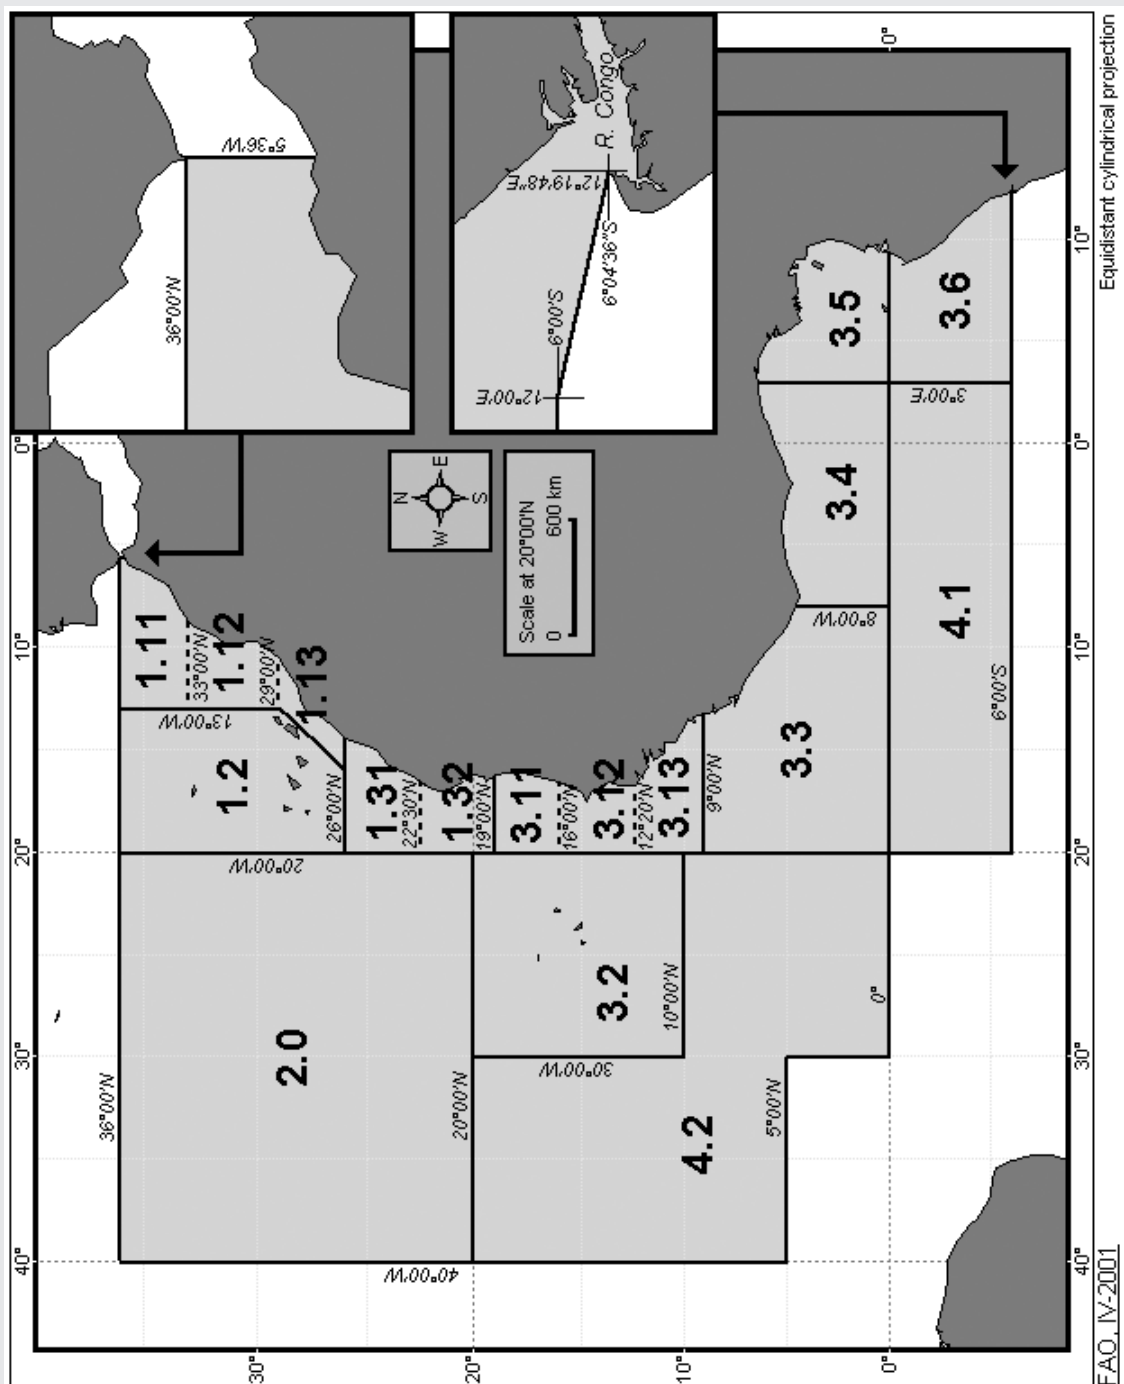 40°
30°
20°
10°
0°
36°00'N
5°36'W
36°00'N
1.11
33°00'N
1.12
29°00'N
1.13
13°00'W
1.2
20°00'W
26°00'N
30°
2.0
1.31
22°30'N
1.32
19°00'N
40°00'W
20°00'N
20°
N
W
E
S
Scale at 20°00'N
0
600 km
12°00'E
6°00'S
12°19'48"E
6°04'36"S
R. Congo
3.11
16°00'N
3.12
12°20'N
3.13
9°00'N
3.2
30°00'W
10°00'N
10°
4.2
5°00'N
3.3
3.4
3.5
8°00'W
0°
0°
0°
3°00'E
4.1
3.6
6°00'S
40°
30°
20°
10°
0°
10°
FAO, IV-2001
Equidistant cylindrical projection